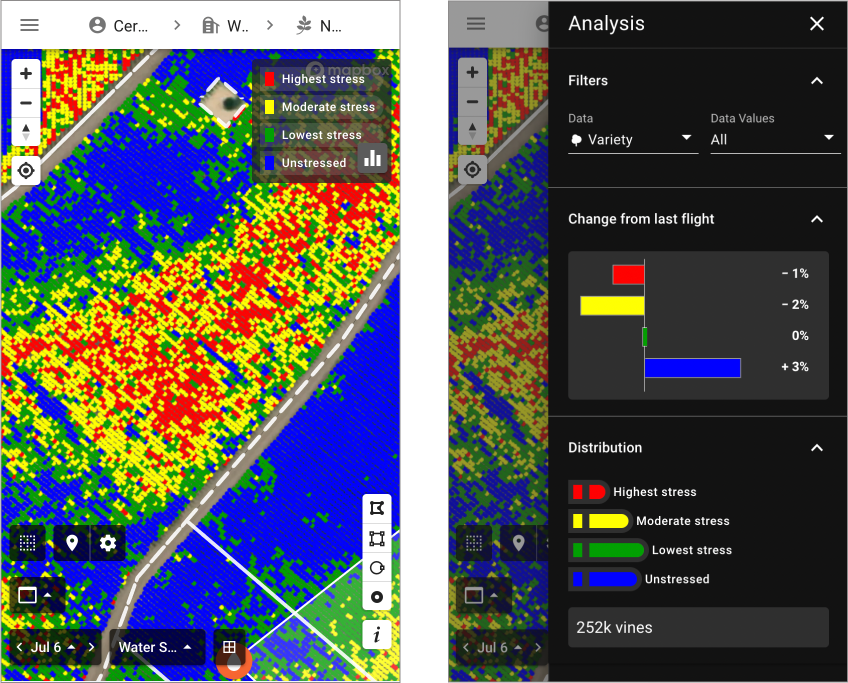 Cer...
W..
N...
mapbox
Highest stress
Moderate stress
Lowest stress
Unstressed
Jul 6
Water S...
i
Analysis
Filters
Data
Data Values
Variety
All
Change from last flight
− 1%
− 2%
0%
+ 3%
Distribution
Highest stress
Moderate stress
Lowest stress
Unstressed
252k vines
Jul 6